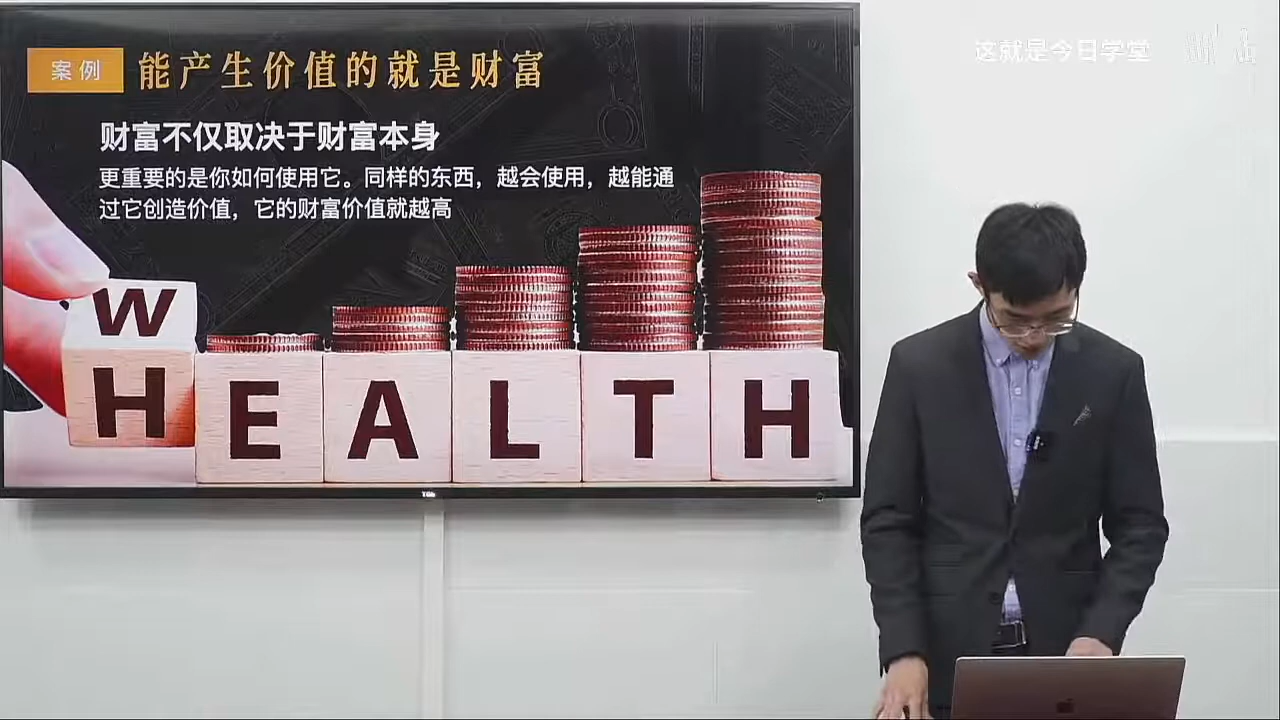 案例
能产生价值的就是财富
财富不仅取决于财富本身
更重要的是你如何使用它。同样的东西，越会使用，越能通
过它创造价值，它的财富价值就越高
W
HEALTH
这就是今日学堂